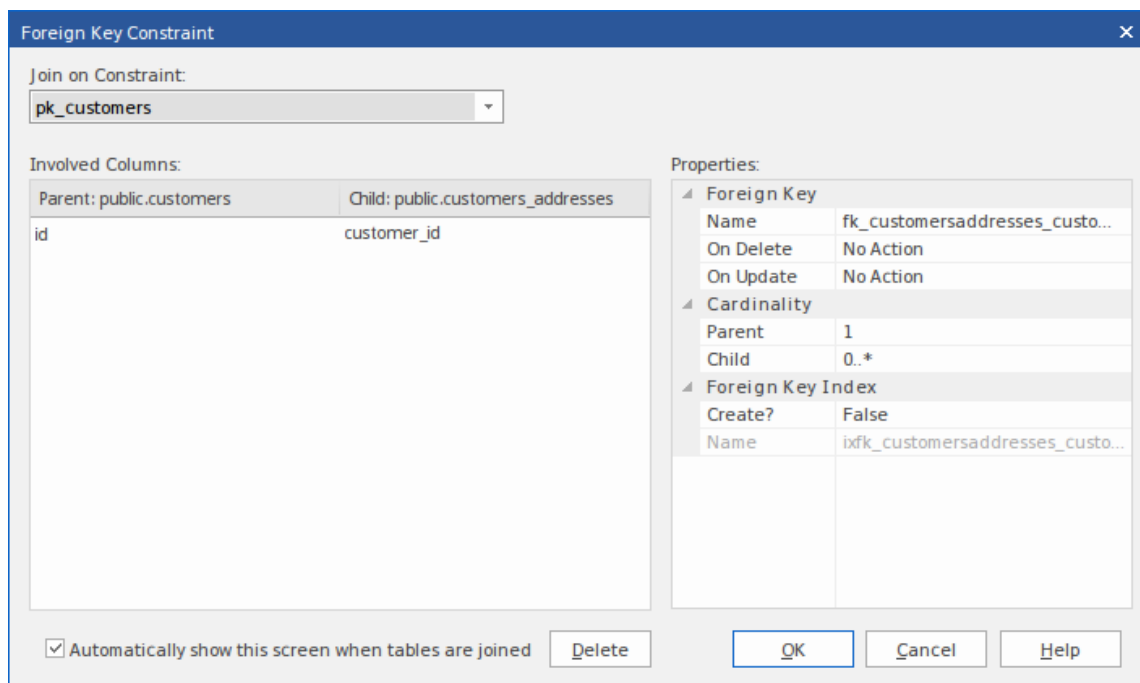 Foreign Key Constraint
Join on Constraint:
pk_customers
Involved Columns:
Parent: public.customers Child: public.customers_addresses
id customer_id
Properties:
Foreign Key
Name fk_customersaddresses_custo...
On Delete No Action
On Update No Action
Cardinality
Parent 1
Child 0..*
Foreign Key Index
Create? False
Name ixfk_customersaddresses_custo...
Automatically show this screen when tables are joined Delete OK Cancel Help